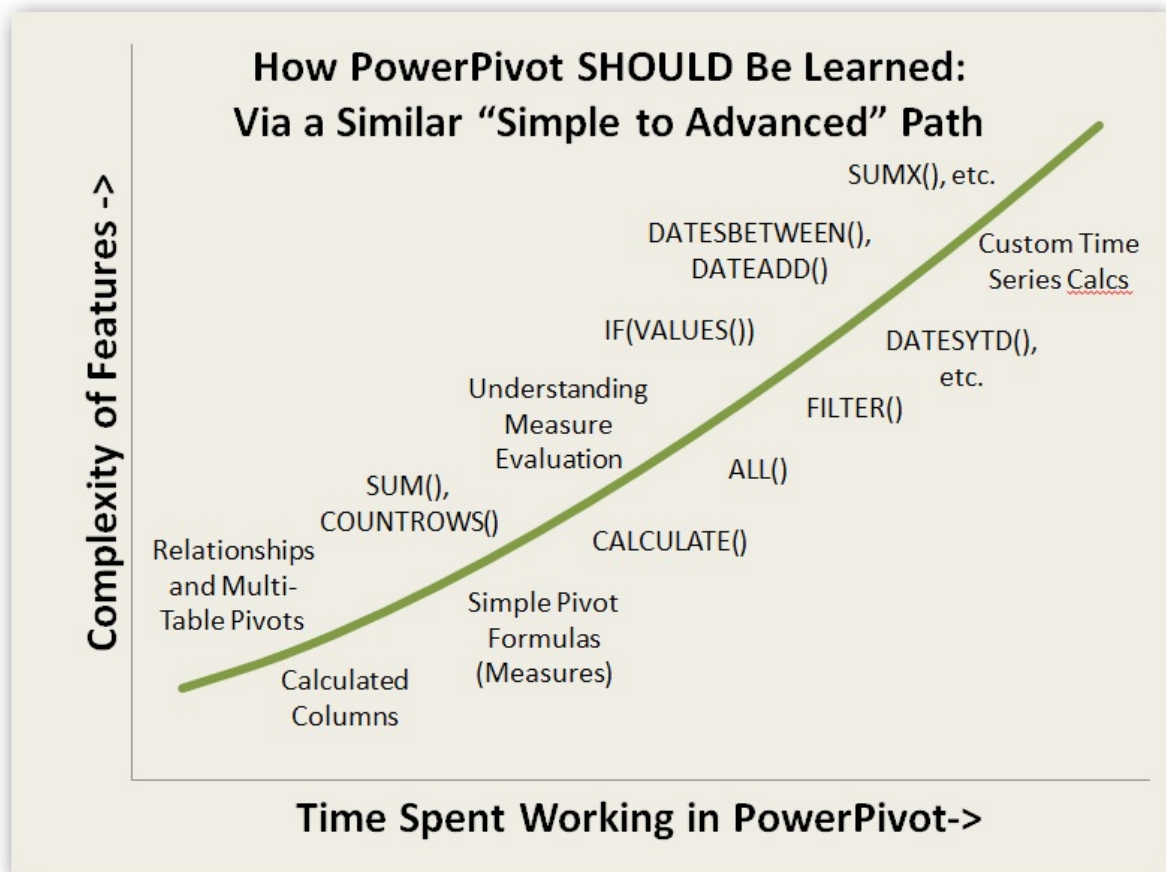 How PowerPivot SHOULD Be Learned:
Via a Similar “Simple to Advanced” Path
Complexity of Features ->
SUMX(), etc.
DATESBETWEEN(),
DATEADD()
Custom Time
Series Calcs
IF(VALUES())
DATESYTD(),
etc.
Understanding
Measure
Evaluation
FILTER()
ALL()
SUM(),
COUNTROWS()
CALCULATE()
Relationships
and Multi-
Table Pivots
Simple Pivot
Formulas
(Measures)
Calculated
Columns
Time Spent Working in PowerPivot->